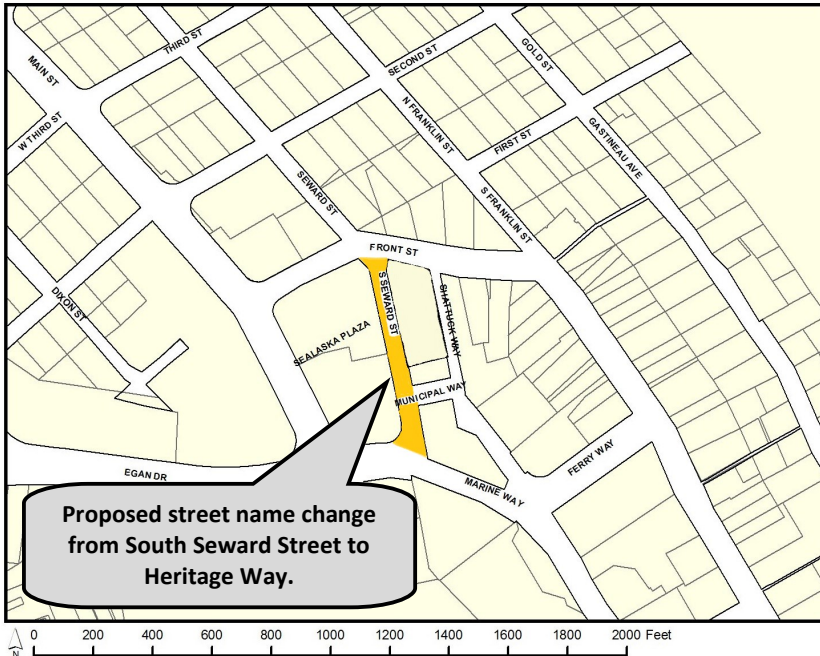 MAIN ST
THIRD ST
SECOND ST
GOLD ST
W THIRD ST
N FRANKLIN ST
FIRST ST
GASTINEAU AVE
SEWARD ST
S FRANKLIN ST
FRONT ST
DIXON ST
S SEWARD ST
SHATTUCK WAY
SEALASKA PLAZA
MUNICIPAL WAY
EGAN DR
MARINE WAY
FERRY WAY
Proposed street name change
from South Seward Street to
Heritage Way.
N
0 200 400 600 800 1000 1200 1400 1600 1800 2000 Feet